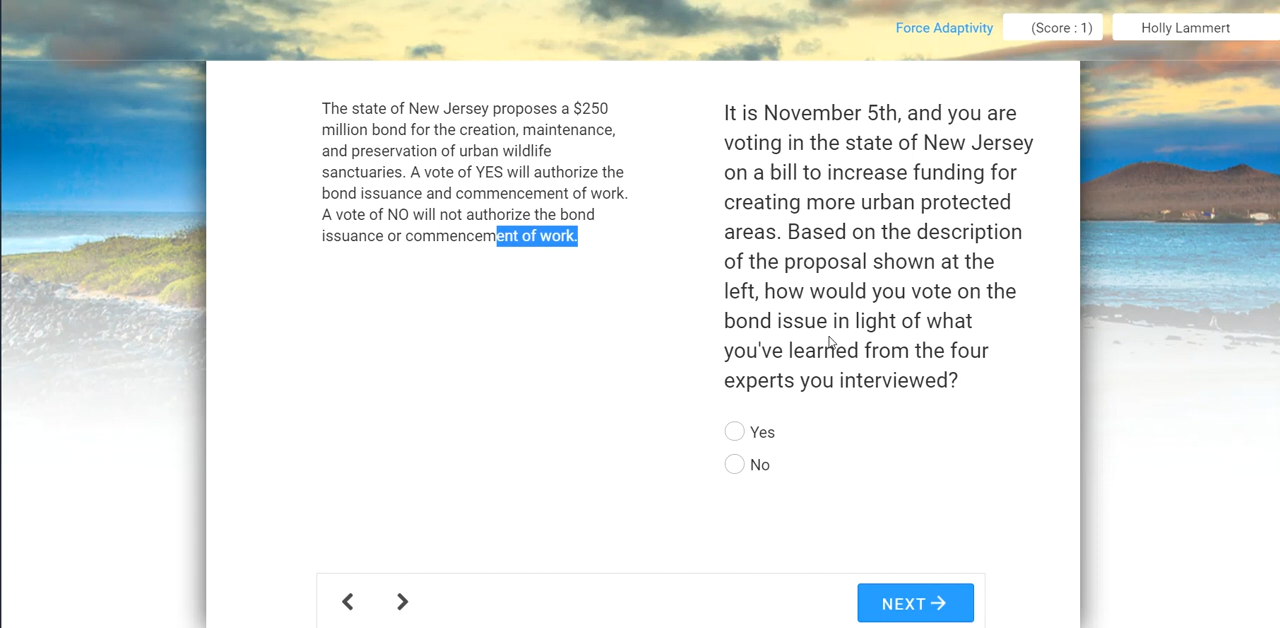 Force Adaptivity
(Score : 1)
Holly Lammert
The state of New Jersey proposes a $250
million bond for the creation, maintenance,
and preservation of urban wildlife
sanctuaries. A vote of YES will authorize the
bond issuance and commencement of work.
A vote of NO will not authorize the bond
issuance or commencement of work.
It is November 5th, and you are
voting in the state of New Jersey
on a bill to increase funding for
creating more urban protected
areas. Based on the description
of the proposal shown at the
left, how would you vote on the
bond issue in light of what
you've learned from the four
experts you interviewed?
Yes
No
NEXT